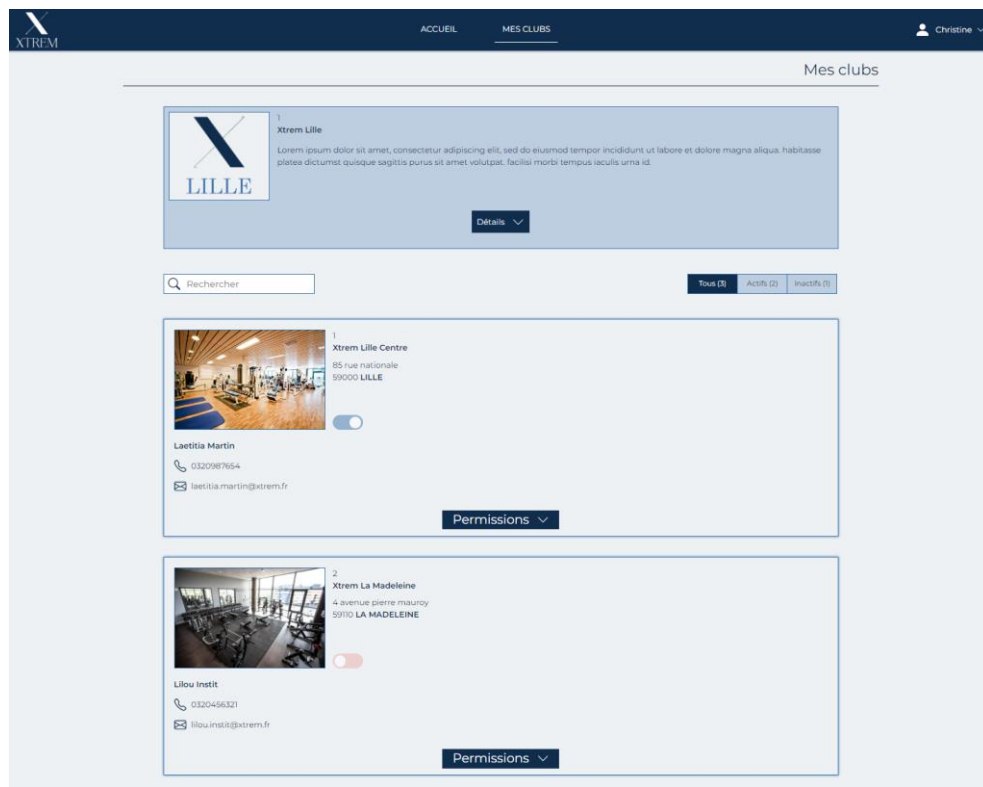 XTREM
ACCUEIL
MES CLUBS
Christine
Mes clubs
X
LILLE
1
Xtrem Lille
Lorem ipsum dolor sit amet, consectetur adipiscing elit, sed do eiusmod tempor incididunt ut labore et dolore magna aliqua. habitasse
platea dictumst quisque sagittis purus sit amet volutpat. facilisi morbi tempus iaculis urna id.
Détails
Rechercher
Tous (3)
Actifs (2)
Inactifs (1)
1
Xtrem Lille Centre
85 rue nationale
59000 LILLE
Laetitia Martin
0320987654
laetitia.martin@xtrem.fr
Permissions
2
Xtrem La Madeleine
4 avenue pierre mauroy
59110 LA MADELEINE
Lilou Instit
0320456321
lilou.instit@xtrem.fr
Permissions